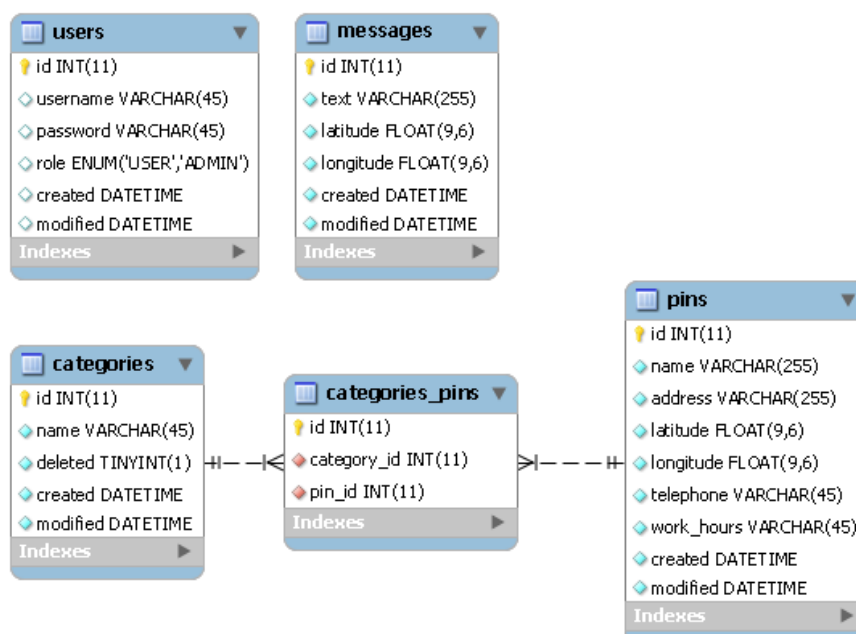 users
id INT(11)
username VARCHAR(45)
password VARCHAR(45)
role ENUM('USER','ADMIN')
created DATETIME
modified DATETIME
Indexes
messages
id INT(11)
text VARCHAR(255)
latitude FLOAT(9,6)
longitude FLOAT(9,6)
created DATETIME
modified DATETIME
Indexes
categories
id INT(11)
name VARCHAR(45)
deleted TINYINT(1)
created DATETIME
modified DATETIME
Indexes
categories_pins
id INT(11)
category_id INT(11)
pin_id INT(11)
Indexes
pins
id INT(11)
name VARCHAR(255)
address VARCHAR(255)
latitude FLOAT(9,6)
longitude FLOAT(9,6)
telephone VARCHAR(45)
work_hours VARCHAR(45)
created DATETIME
modified DATETIME
Indexes